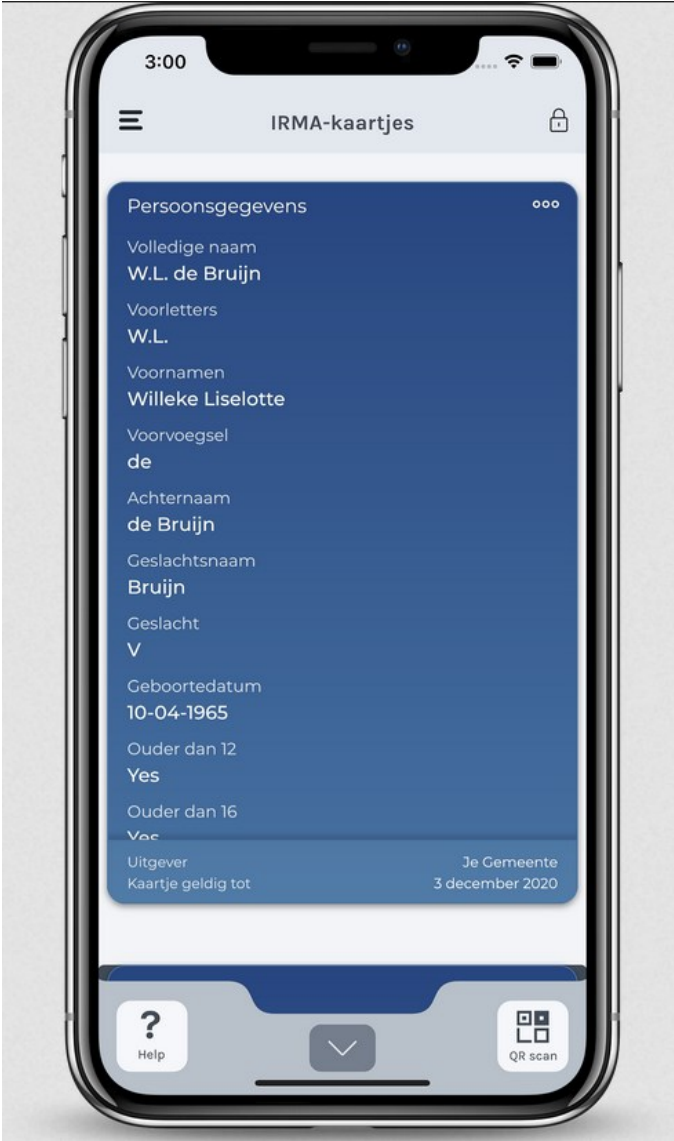 3:00
IRMA-kaartjes
Persoonsgegevens
Volledige naam
W.L. de Bruijn
Voorletters
W.L.
Voornamen
Willeke Liselotte
Voorvoegsel
de
Achternaam
de Bruijn
Geslachtsnaam
Bruijn
Geslacht
V
Geboortedatum
10-04-1965
Ouder dan 12
Yes
Ouder dan 16
Yes
Uitgever Je Gemeente
Kaartje geldig tot 3 december 2020
? 
Help
QR scan